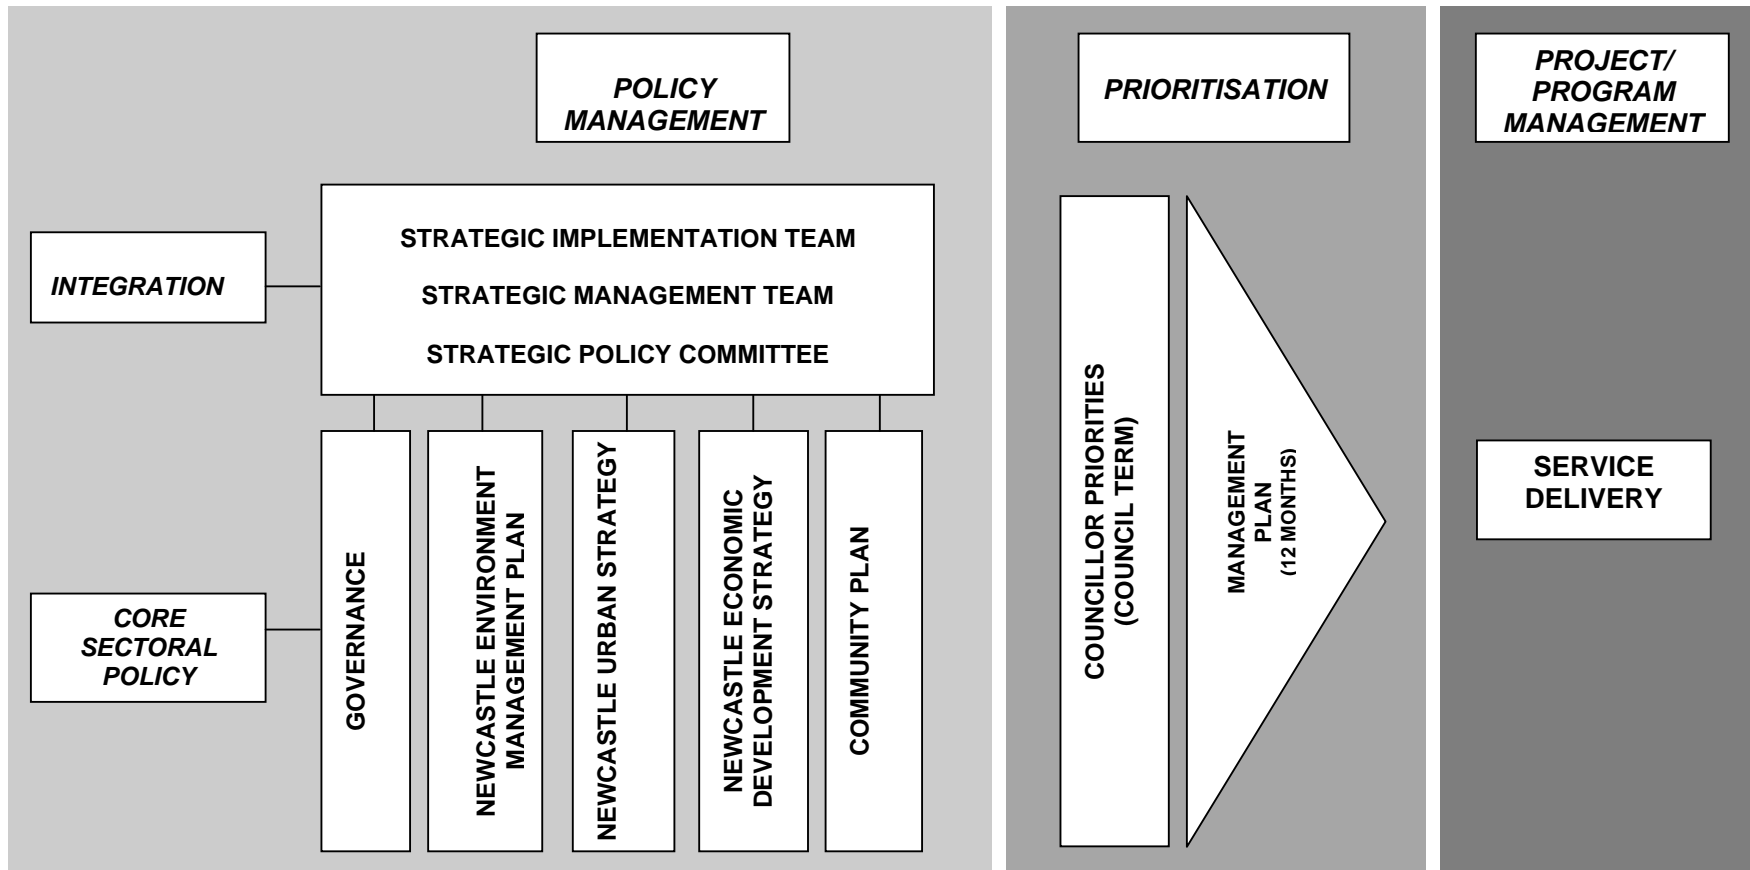 POLICY
MANAGEMENT
PRIORITISATION
PROJECT/
PROGRAM
MANAGEMENT
INTEGRATION
STRATEGIC IMPLEMENTATION TEAM
STRATEGIC MANAGEMENT TEAM
STRATEGIC POLICY COMMITTEE
CORE
SECTORAL
POLICY
GOVERNANCE
NEWCASTLE ENVIRONMENT
MANAGEMENT PLAN
NEWCASTLE URBAN STRATEGY
NEWCASTLE ECONOMIC
DEVELOPMENT STRATEGY
COMMUNITY PLAN
COUNCILLOR PRIORITIES
(COUNCIL TERM)
MANAGEMENT
PLAN
(12 MONTHS)
SERVICE
DELIVERY